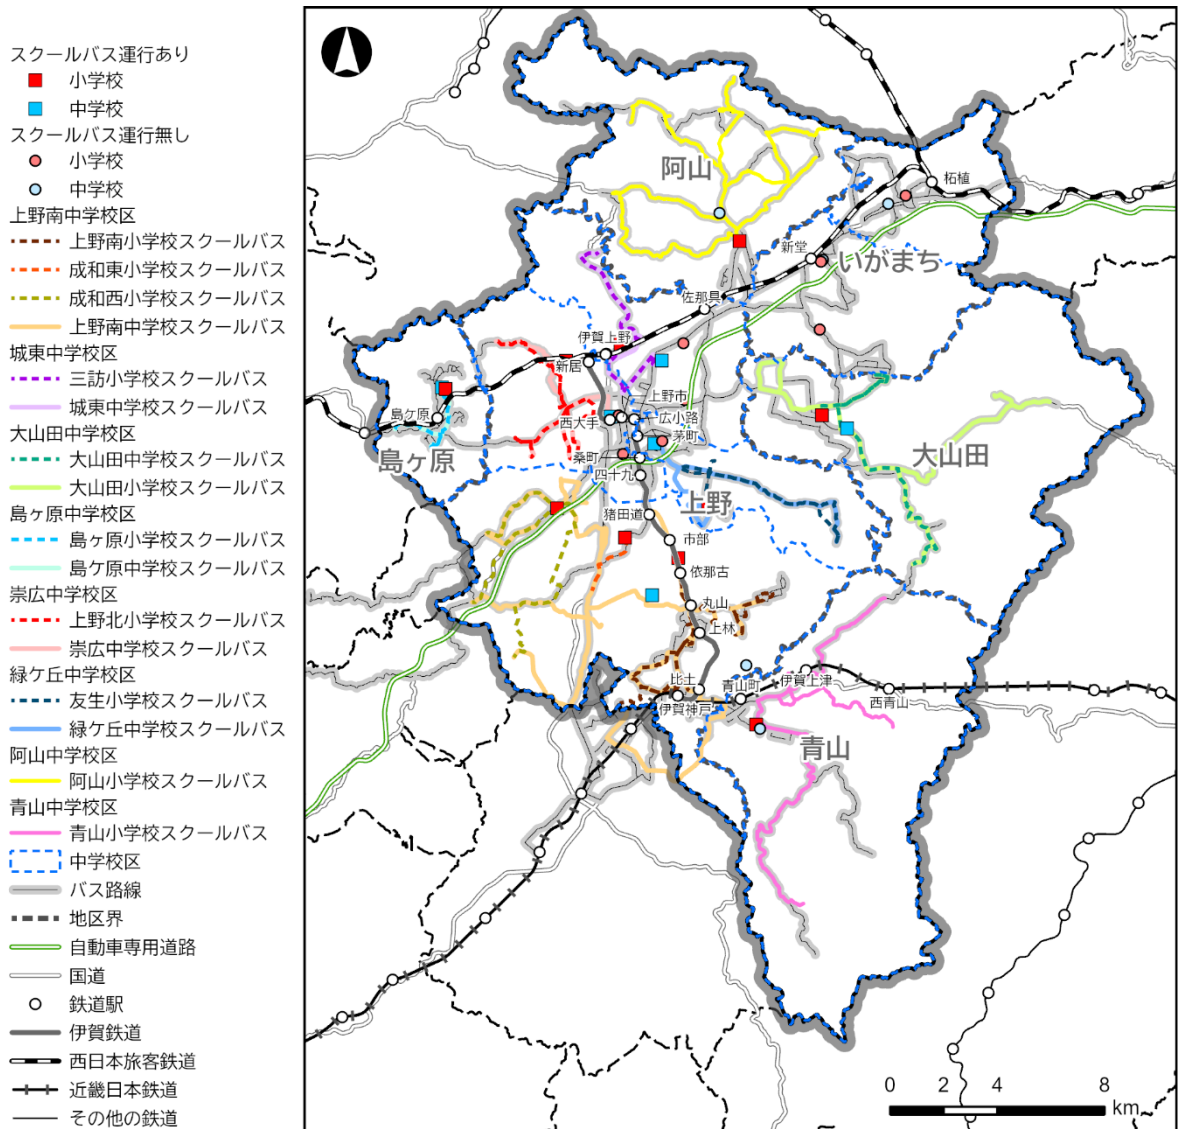 スクールバス運行あり
小学校
中学校
スクールバス運行無し
小学校
中学校
上野南中学校区
上野南小学校スクールバス
成和東小学校スクールバス
成和西小学校スクールバス
上野南中学校スクールバス
城東中学校区
三訪小学校スクールバス
城東中学校スクールバス
大山田中学校区
大山田中学校スクールバス
大山田小学校スクールバス
島ヶ原中学校区
島ヶ原小学校スクールバス
島ケ原中学校スクールバス
崇広中学校区
上野北小学校スクールバス
崇広中学校スクールバス
緑ケ丘中学校区
友生小学校スクールバス
緑ケ丘中学校スクールバス
阿山中学校区
阿山小学校スクールバス
青山中学校区
青山小学校スクールバス
中学校区
バス路線
地区界
自動車専用道路
国道
鉄道駅
伊賀鉄道
西日本旅客鉄道
近畿日本鉄道
その他の鉄道
阿山
柘植
新堂
いがまち
佐那具
伊賀上野
新居
島ヶ原
島ヶ原
上野市
西大手
広小路
茅町
桑町
四十九
大山田
上野
猪田道
市部
依那古
丸山
上林
比土
伊賀神戸
青山町
伊賀上津
西青山
青山
0 2 4 8
km